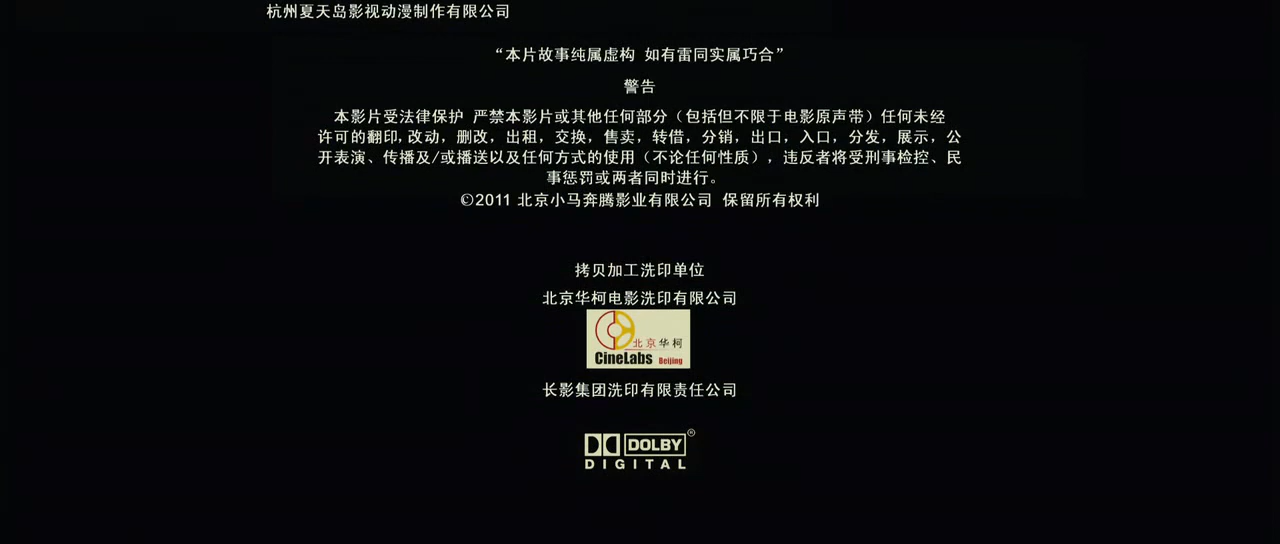 杭州夏天岛影视动漫制作有限公司
“本片故事纯属虚构 如有雷同实属巧合”
警告
本影片受法律保护 严禁本影片或其他任何部分（包括但不限于电影原声带）任何未经
许可的翻印，改动，删改，出租，交换，售卖，转借，分销，出口，入口，分发，展示，公
开表演、传播及/或播送以及任何方式的使用（不论任何性质），违反者将受刑事检控、民
事惩罚或两者同时进行。
©2011 北京小马奔腾影业有限公司 保留所有权利
拷贝加工洗印单位
北京华柯电影洗印有限公司
北京华柯
CineLabs Beijing
长影集团洗印有限责任公司
DOLBY®
DIGITAL